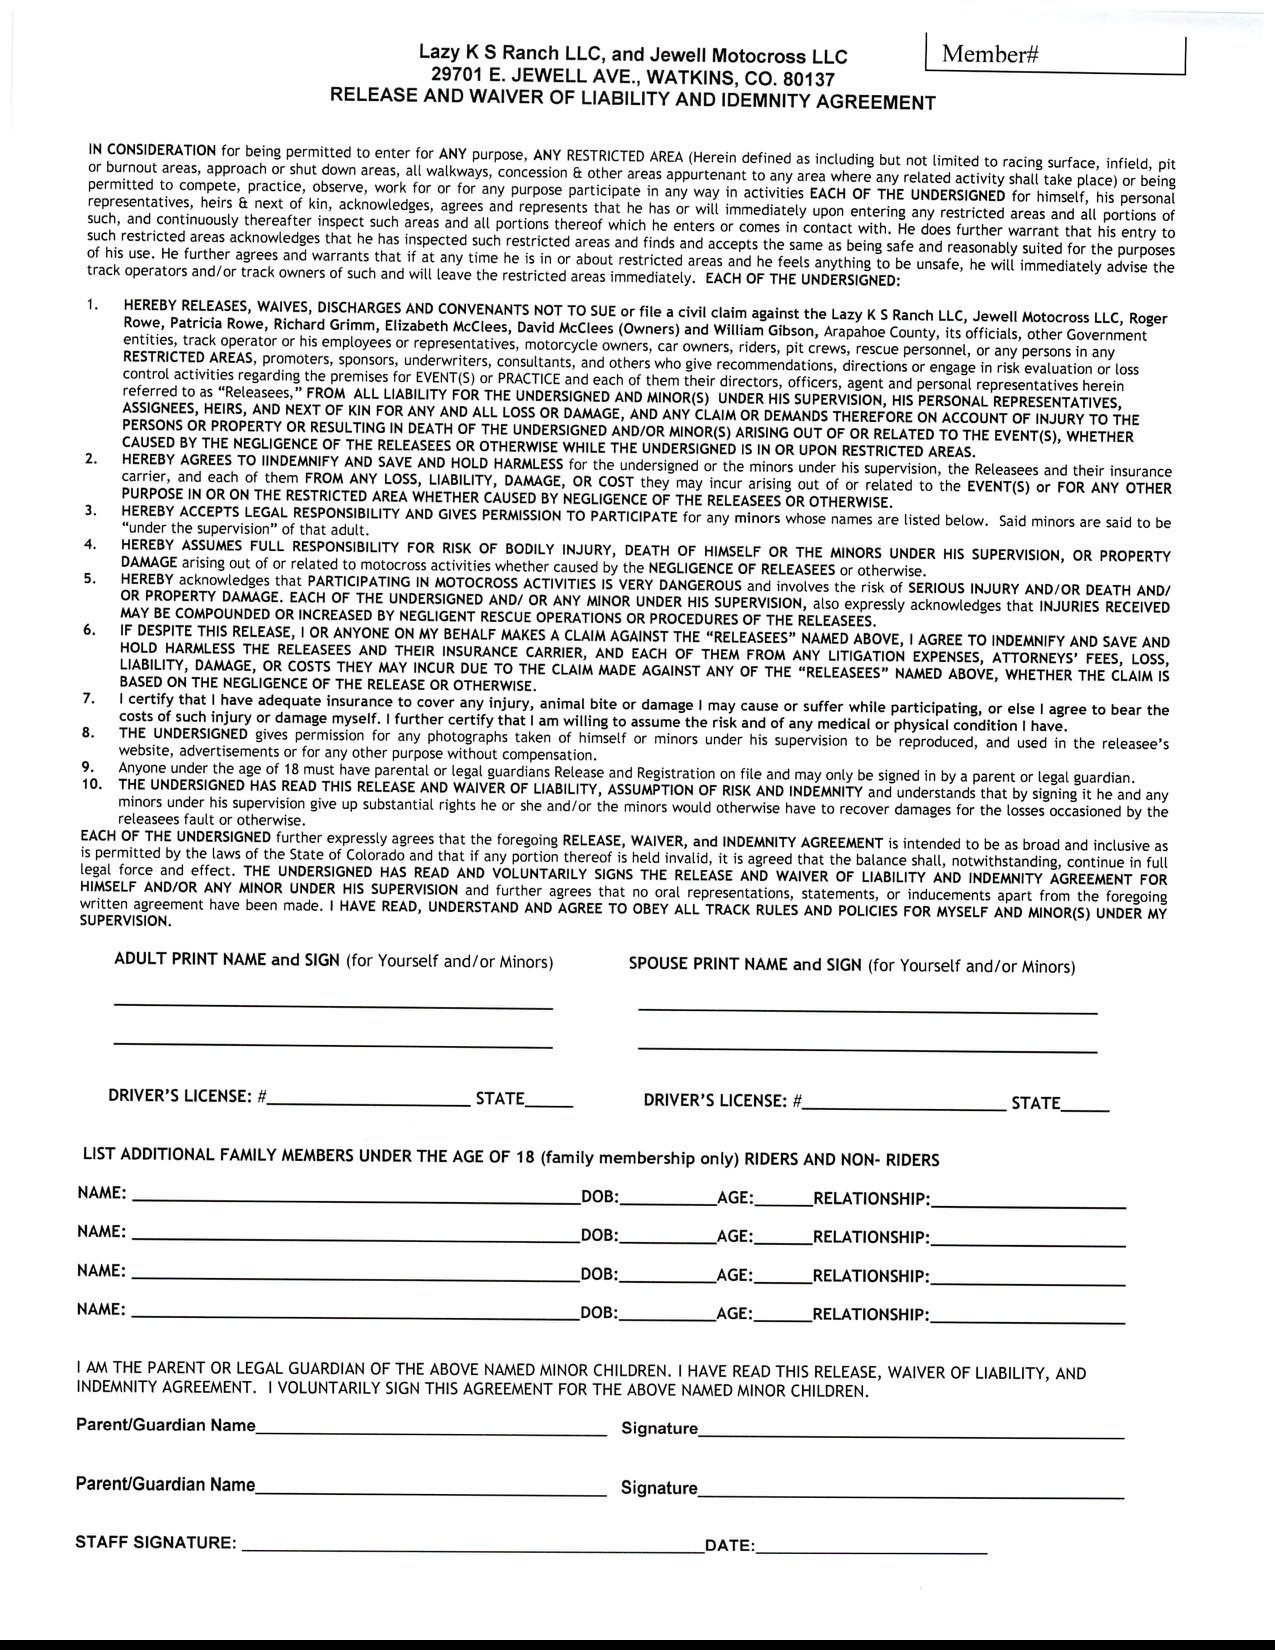 Lazy K S Ranch LLC, and Jewell Motocross LLC
Member#
29701 E. JEWELL AVE., WATKINS, CO. 80137
RELEASE AND WAIVER OF LIABILITY AND IDEMNITY AGREEMENT
IN CONSIDERATION for being permitted to enter for ANY purpose, ANY RESTRICTED AREA (Herein defined as including but not limited to racing surface, infield, pit
or burnout areas, approach or shut down areas, all walkways, concession & other areas appurtenant to any area where any related activity shall take place) or being
permitted to compete, practice, observe, work for or for any purpose participate in any way in activities EACH OF THE UNDERSIGNED for himself, his personal
representatives, heirs & next of kin, acknowledges, agrees and represents that he has or will immediately upon entering any restricted areas and all portions of
such, and continuously thereafter inspect such areas and all portions thereof which he enters or comes in contact with. He does further warrant that his entry to
such restricted areas acknowledges that he has inspected such restricted areas and finds and accepts the same as being safe and reasonably suited for the purposes
of his use. He further agrees and warrants that if at any time he is in or about restricted areas and he feels anything to be unsafe, he will immediately advise the
track operators and/or track owners of such and will leave the restricted areas immediately. EACH OF THE UNDERSIGNED:
1. HEREBY RELEASES, WAIVES, DISCHARGES AND CONVENANTS NOT TO SUE or file a civil claim against the Lazy K S Ranch LLC, Jewell Motocross LLC, Roger
Rowe, Patricia Rowe, Richard Grimm, Elizabeth McClees, David McClees (Owners) and William Gibson, Arapahoe County, its officials, other Government
entities, track operator or his employees or representatives, motorcycle owners, car owners, riders, pit crews, rescue personnel, or any persons in any
RESTRICTED AREAS, promoters, sponsors, underwriters, consultants, and others who give recommendations, directions or engage in risk evaluation or loss
control activities regarding the premises for EVENT(S) or PRACTICE and each of them their directors, officers, agent and personal representatives herein
referred to as “Releasees,” FROM ALL LIABILITY FOR THE UNDERSIGNED AND MINOR(S) UNDER HIS SUPERVISION, HIS PERSONAL REPRESENTATIVES,
ASSIGNEES, HEIRS, AND NEXT OF KIN FOR ANY AND ALL LOSS OR DAMAGE, AND ANY CLAIM OR DEMANDS THEREFORE ON ACCOUNT OF INJURY TO THE
PERSONS OR PROPERTY OR RESULTING IN DEATH OF THE UNDERSIGNED AND/OR MINOR(S) ARISING OUT OF OR RELATED TO THE EVENT(S), WHETHER
CAUSED BY THE NEGLIGENCE OF THE RELEASEES OR OTHERWISE WHILE THE UNDERSIGNED IS IN OR UPON RESTRICTED AREAS.
2. HEREBY AGREES TO IINDEMNIFY AND SAVE AND HOLD HARMLESS for the undersigned or the minors under his supervision, the Releasees and their insurance
carrier, and each of them FROM ANY LOSS, LIABILITY, DAMAGE, OR COST they may incur arising out of or related to the EVENT(S) or FOR ANY OTHER
PURPOSE IN OR ON THE RESTRICTED AREA WHETHER CAUSED BY NEGLIGENCE OF THE RELEASEES OR OTHERWISE.
3. HEREBY ACCEPTS LEGAL RESPONSIBILITY AND GIVES PERMISSION TO PARTICIPATE for any minors whose names are listed below. Said minors are said to be
“under the supervision” of that adult.
4. HEREBY ASSUMES FULL RESPONSIBILITY FOR RISK OF BODILY INJURY, DEATH OF HIMSELF OR THE MINORS UNDER HIS SUPERVISION, OR PROPERTY
DAMAGE arising out of or related to motocross activities whether caused by the NEGLIGENCE OF RELEASEES or otherwise.
5. HEREBY acknowledges that PARTICIPATING IN MOTOCROSS ACTIVITIES IS VERY DANGEROUS and involves the risk of SERIOUS INJURY AND/OR DEATH AND/
OR PROPERTY DAMAGE. EACH OF THE UNDERSIGNED AND/ OR ANY MINOR UNDER HIS SUPERVISION, also expressly acknowledges that INJURIES RECEIVED
MAY BE COMPOUNDED OR INCREASED BY NEGLIGENT RESCUE OPERATIONS OR PROCEDURES OF THE RELEASEES.
6. IF DESPITE THIS RELEASE, I OR ANYONE ON MY BEHALF MAKES A CLAIM AGAINST THE “RELEASEES” NAMED ABOVE, I AGREE TO INDEMNIFY AND SAVE AND
HOLD HARMLESS THE RELEASEES AND THEIR INSURANCE CARRIER, AND EACH OF THEM FROM ANY LITIGATION EXPENSES, ATTORNEYS’ FEES, LOSS,
LIABILITY, DAMAGE, OR COSTS THEY MAY INCUR DUE TO THE CLAIM MADE AGAINST ANY OF THE “RELEASEES” NAMED ABOVE, WHETHER THE CLAIM IS
BASED ON THE NEGLIGENCE OF THE RELEASE OR OTHERWISE.
7. I certify that I have adequate insurance to cover any injury, animal bite or damage I may cause or suffer while participating, or else I agree to bear the
costs of such injury or damage myself. I further certify that I am willing to assume the risk and of any medical or physical condition I have.
8. THE UNDERSIGNED gives permission for any photographs taken of himself or minors under his supervision to be reproduced, and used in the releasee’s
website, advertisements or for any other purpose without compensation.
9. Anyone under the age of 18 must have parental or legal guardians Release and Registration on file and may only be signed in by a parent or legal guardian.
10. THE UNDERSIGNED HAS READ THIS RELEASE AND WAIVER OF LIABILITY, ASSUMPTION OF RISK AND INDEMNITY and understands that by signing it he and any
minors under his supervision give up substantial rights he or she and/or the minors would otherwise have to recover damages for the losses occasioned by the
releasees fault or otherwise.
EACH OF THE UNDERSIGNED further expressly agrees that the foregoing RELEASE, WAIVER, and INDEMNITY AGREEMENT is intended to be as broad and inclusive as
is permitted by the laws of the State of Colorado and that if any portion thereof is held invalid, it is agreed that the balance shall, notwithstanding, continue in full
legal force and effect. THE UNDERSIGNED HAS READ AND VOLUNTARILY SIGNS THE RELEASE AND WAIVER OF LIABILITY AND INDEMNITY AGREEMENT FOR
HIMSELF AND/OR ANY MINOR UNDER HIS SUPERVISION and further agrees that no oral representations, statements, or inducements apart from the foregoing
written agreement have been made. I HAVE READ, UNDERSTAND AND AGREE TO OBEY ALL TRACK RULES AND POLICIES FOR MYSELF AND MINOR(S) UNDER MY
SUPERVISION.
ADULT PRINT NAME and SIGN (for Yourself and/or Minors) SPOUSE PRINT NAME and SIGN (for Yourself and/or Minors)
DRIVER’S LICENSE: #____ STATE____ DRIVER’S LICENSE: #____ STATE____
LIST ADDITIONAL FAMILY MEMBERS UNDER THE AGE OF 18 (family membership only) RIDERS AND NON- RIDERS
NAME: ____DOB:____AGE:____RELATIONSHIP:____
NAME: ____DOB:____AGE:____RELATIONSHIP:____
NAME: ____DOB:____AGE:____RELATIONSHIP:____
NAME: ____DOB:____AGE:____RELATIONSHIP:____
I AM THE PARENT OR LEGAL GUARDIAN OF THE ABOVE NAMED MINOR CHILDREN. I HAVE READ THIS RELEASE, WAIVER OF LIABILITY, AND
INDEMNITY AGREEMENT. I VOLUNTARILY SIGN THIS AGREEMENT FOR THE ABOVE NAMED MINOR CHILDREN.
Parent/Guardian Name____ Signature____
Parent/Guardian Name____ Signature____
STAFF SIGNATURE: ____DATE:____